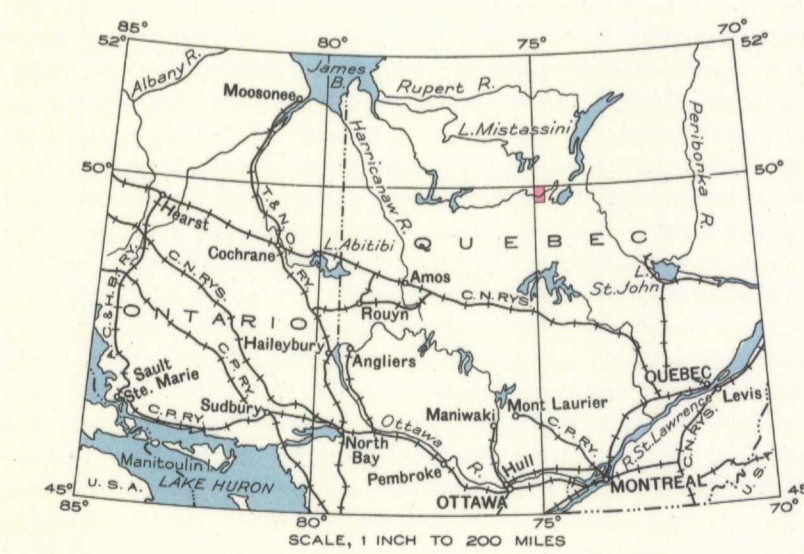 85°
80°
75°
70°
52°
52°
Albany R.
James
B.
Moosonee
Rupert R.
L. Mistassini
Harricanaw R.
Peribonka R.
50°
50°
Hearst
T. & N. O. RY.
Cochrane
L. Abitibi
QUEBEC
Amos
C. N. RYS.
L.
St. John
C. N. RYS.
A. C. & H. B. RY.
ONTARIO
Rouyn
Haileybury
Angliers
C. P. RY.
Sault
Ste. Marie
C. P. RY.
Sudbury
QUEBEC
Levis
Maniwaki
Mont Laurier
C. P. RY.
R. St. Lawrence
C. N. RYS.
Ottawa R.
North
Bay
Pembroke
Hull
OTTAWA
MONTREAL
Manitoulin I.
LAKE HURON
U. S. A.
U. S. A.
45°
45°
85°
80°
75°
70°
SCALE, 1 INCH TO 200 MILES